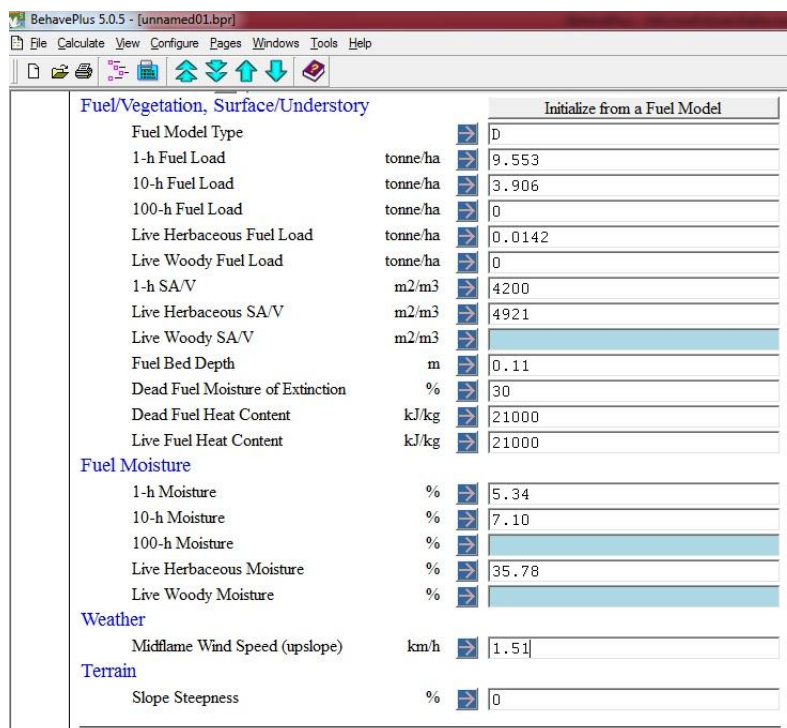 BehavePlus 5.0.5 - [unnamed01.bpr]
File Calculate View Configure Pages Windows Tools Help
Fuel/Vegetation, Surface/Understory Initialize from a Fuel Model
Fuel Model Type D
1-h Fuel Load tonne/ha 9.553
10-h Fuel Load tonne/ha 3.906
100-h Fuel Load tonne/ha 0
Live Herbaceous Fuel Load tonne/ha 0.0142
Live Woody Fuel Load tonne/ha 0
1-h SA/V m2/m3 4200
Live Herbaceous SA/V m2/m3 4921
Live Woody SA/V m2/m3
Fuel Bed Depth m 0.11
Dead Fuel Moisture of Extinction % 30
Dead Fuel Heat Content kJ/kg 21000
Live Fuel Heat Content kJ/kg 21000
Fuel Moisture
1-h Moisture % 5.34
10-h Moisture % 7.10
100-h Moisture %
Live Herbaceous Moisture % 35.78
Live Woody Moisture %
Weather
Midflame Wind Speed (upslope) km/h 1.51
Terrain
Slope Steepness % 0